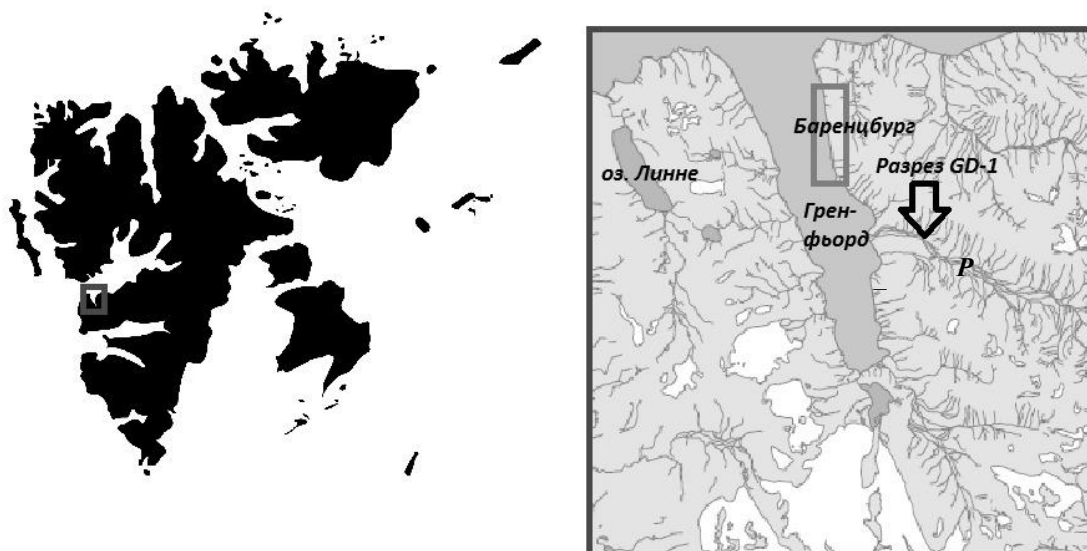 Баренцбург
оз. Линне
Разрез GD-1
Грен-
фьорд
P